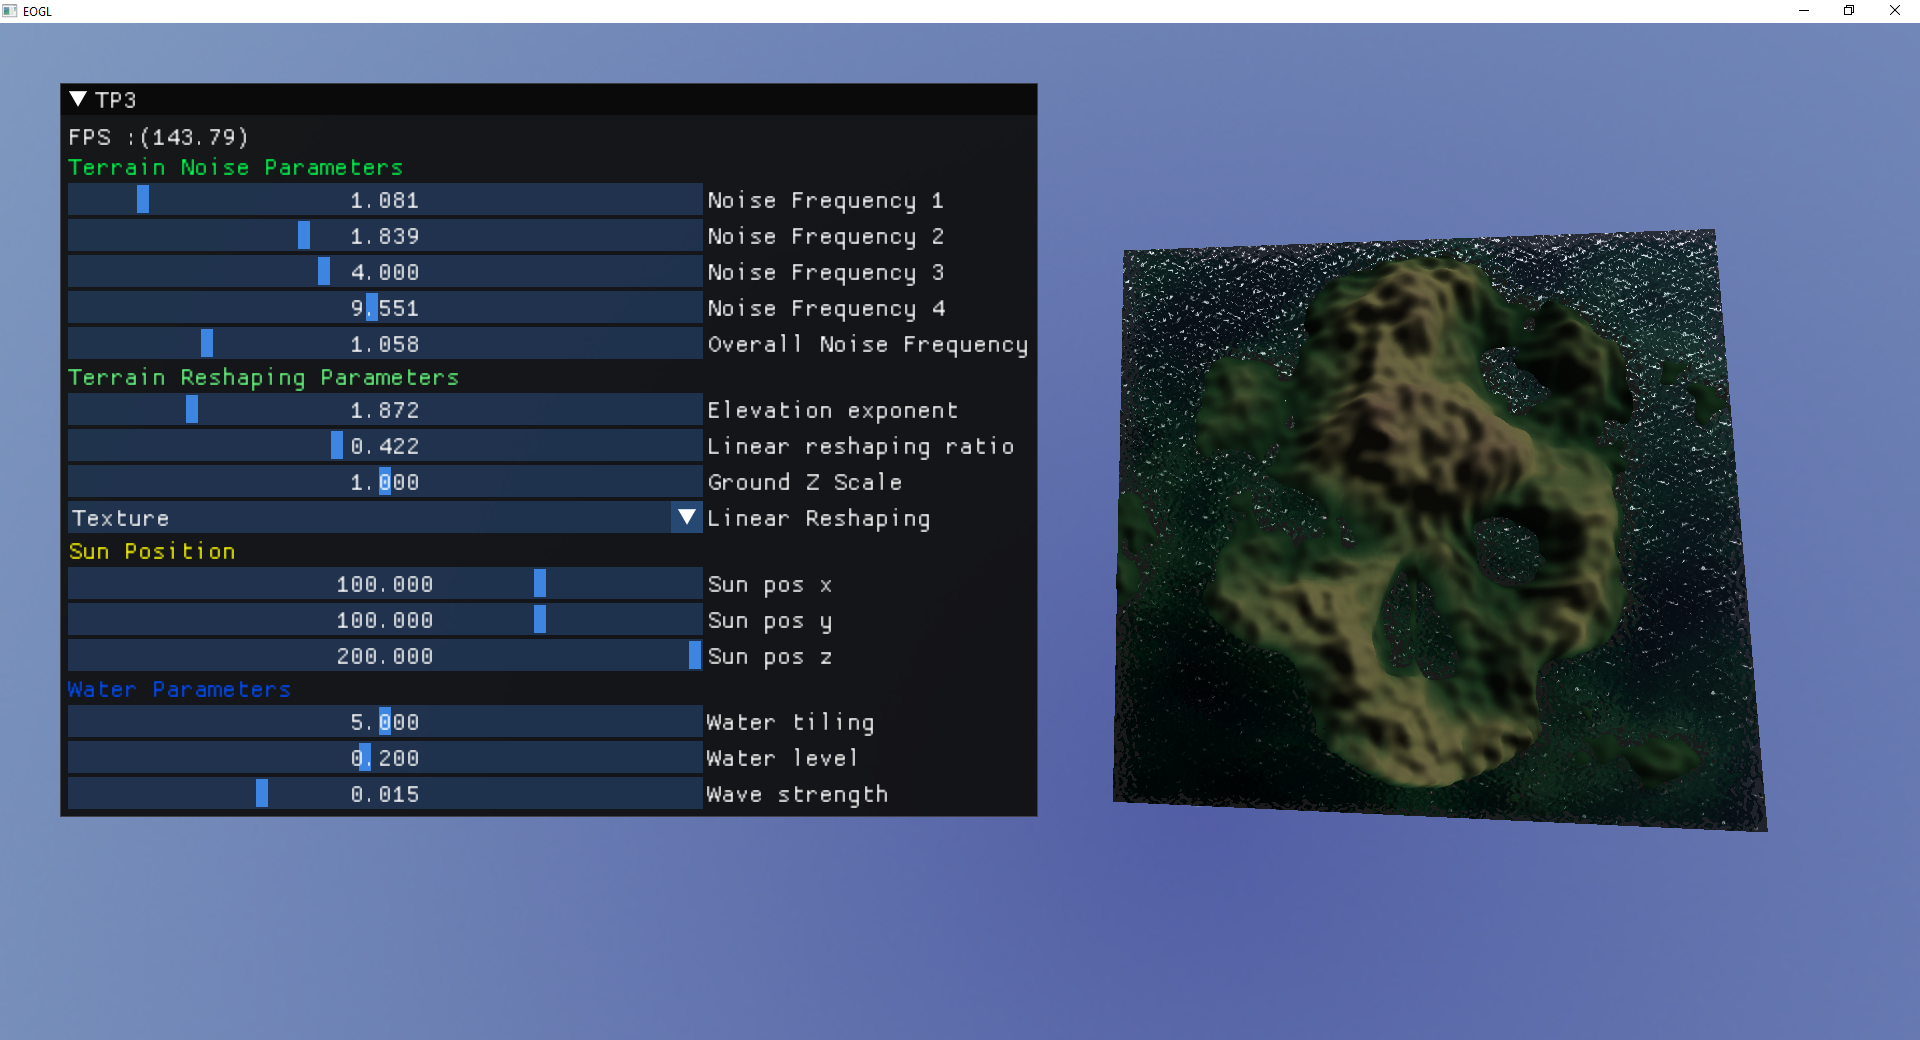 EOGL
TP3
FPS :(143.79)
Terrain Noise Parameters
1.081 Noise Frequency 1
1.839 Noise Frequency 2
4.000 Noise Frequency 3
9.551 Noise Frequency 4
1.058 Overall Noise Frequency
Terrain Reshaping Parameters
1.872 Elevation exponent
0.422 Linear reshaping ratio
1.000 Ground Z Scale
Texture Linear Reshaping
Sun Position
100.000 Sun pos x
100.000 Sun pos y
200.000 Sun pos z
Water Parameters
5.000 Water tiling
0.200 Water level
0.015 Wave strength